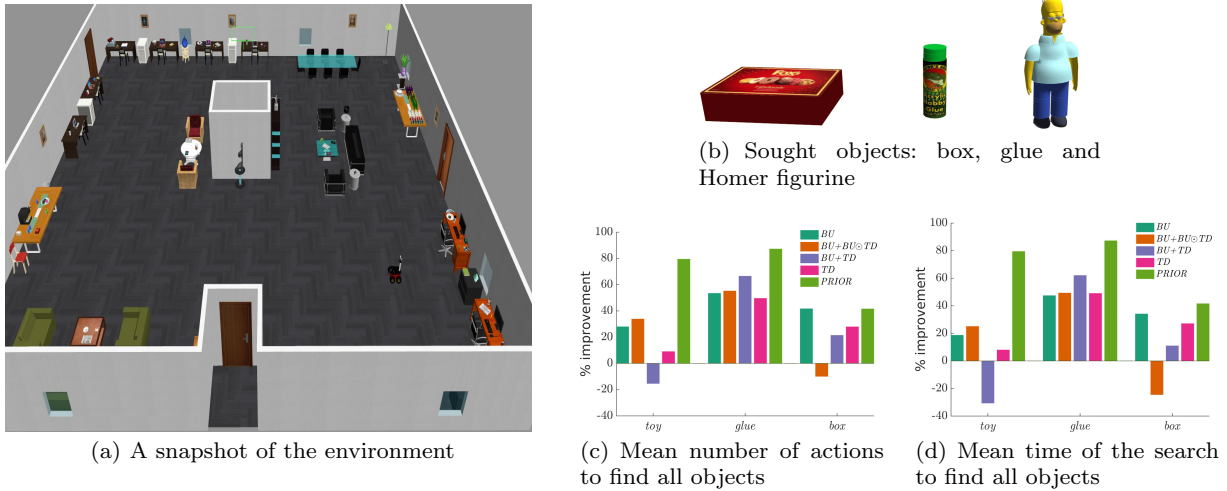 (a) A snapshot of the environment
Foxe
Hobby
Glue
(b) Sought objects: box, glue and
Homer figurine
% improvement
100
80
60
40
20
0
-20
-40
toy
glue
box
BU
BU+BU⊙TD
BU+TD
TD
PRIOR
(c) Mean number of actions
to find all objects
% improvement
100
80
60
40
20
0
-20
-40
toy
glue
box
BU
BU+BU⊙TD
BU+TD
TD
PRIOR
(d) Mean time of the search
to find all objects